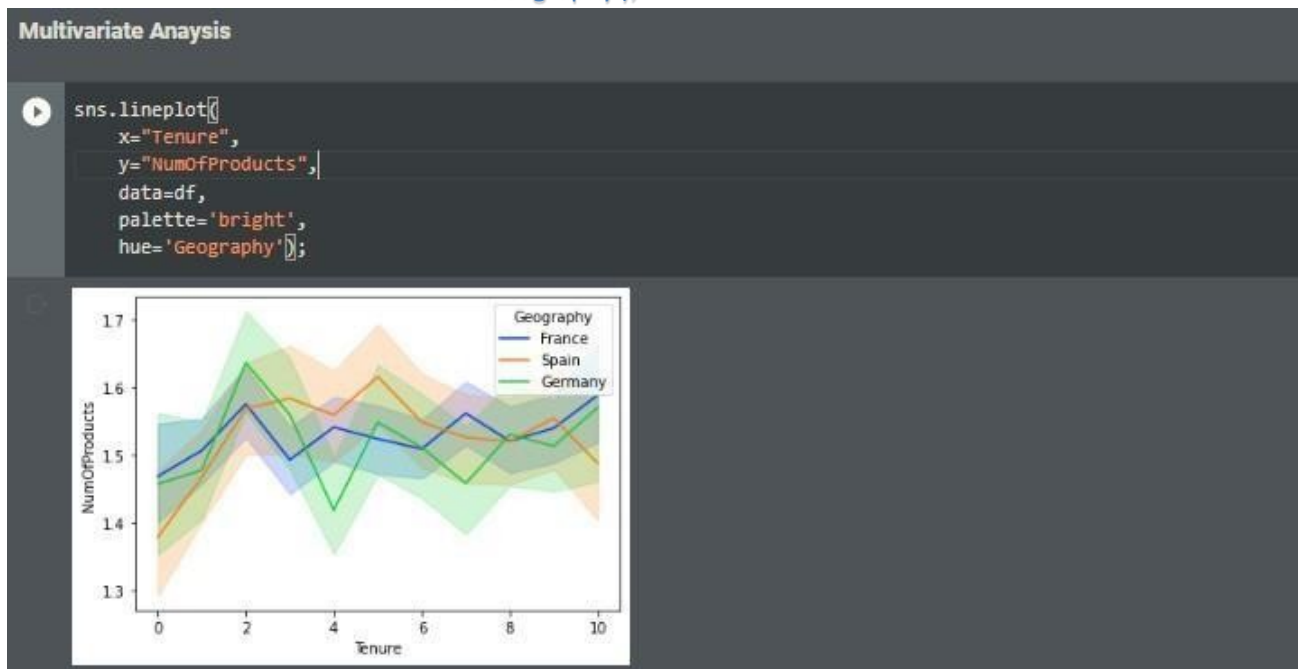 Multivariate Anaysis
sns.lineplot(
x="Tenure",
y="NumOfProducts",
data=df,
palette='bright',
hue='Geography');
Geography
France
Spain
Germany
1.7
1.6
1.5
1.4
1.3
NumOfProducts
0 2 4 6 8 10
Tenure